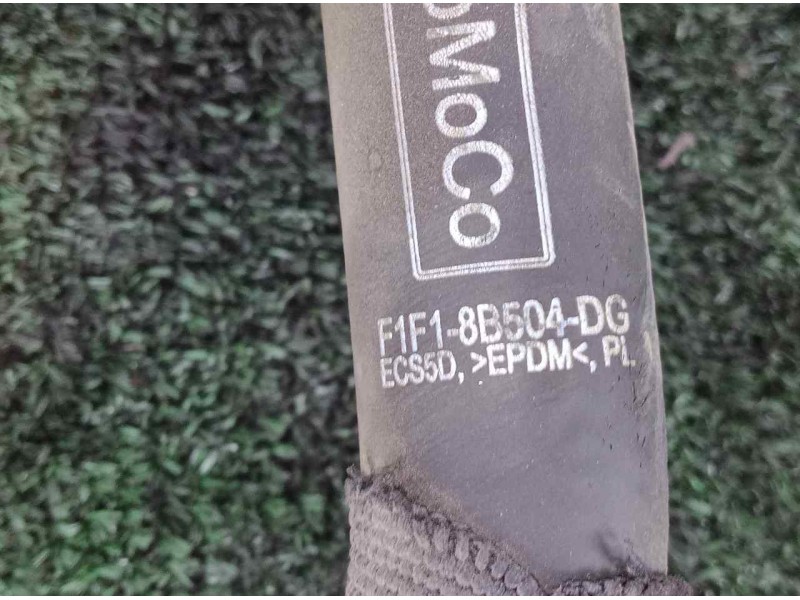 oMoCo
F1F1-8B504-DG
ECS5D, >EPDM<, PL